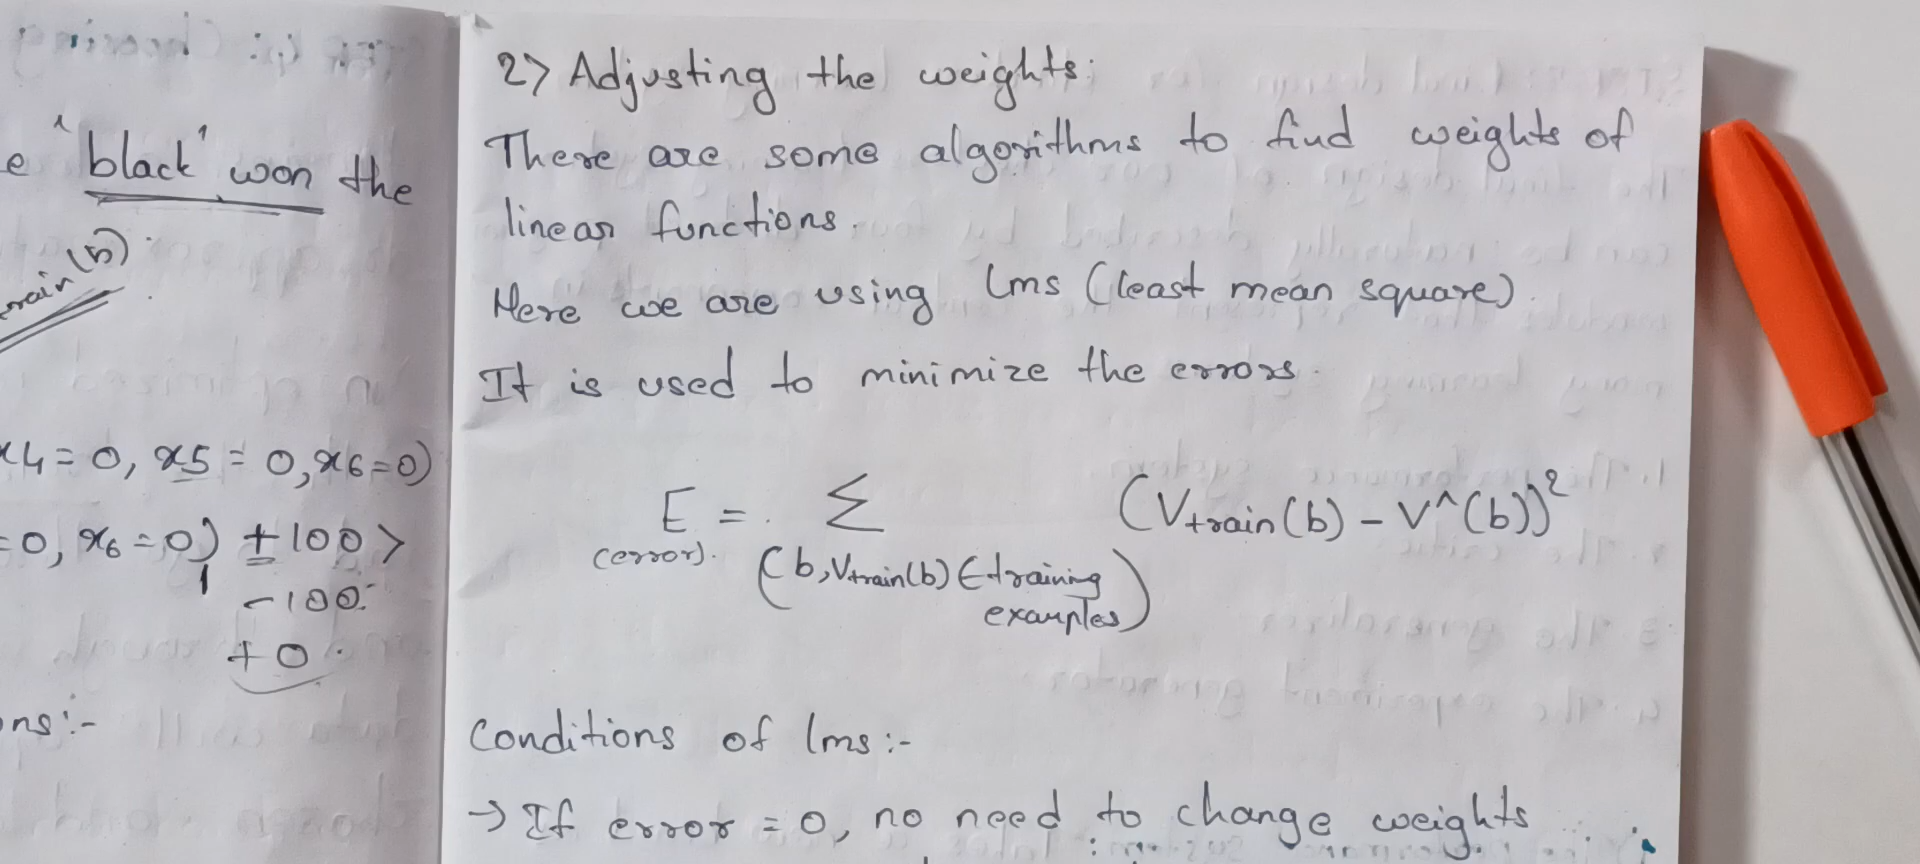 e 'black' won the
rain(b)
x4=0, x5=0, x6=0)
=0, x6=0) +100>
-100
+0.
ns:-
2> Adjusting the weights:
There are some algorithms to find weights of
linear functions.
Here we are using lms (least mean square).
It is used to minimize the errors.
E = Σ (Vtrain(b) - V^(b))²
(error). (b,Vtrain(b) ∈ training
examples)
Conditions of lms:-
→ If error = 0, no need to change weights